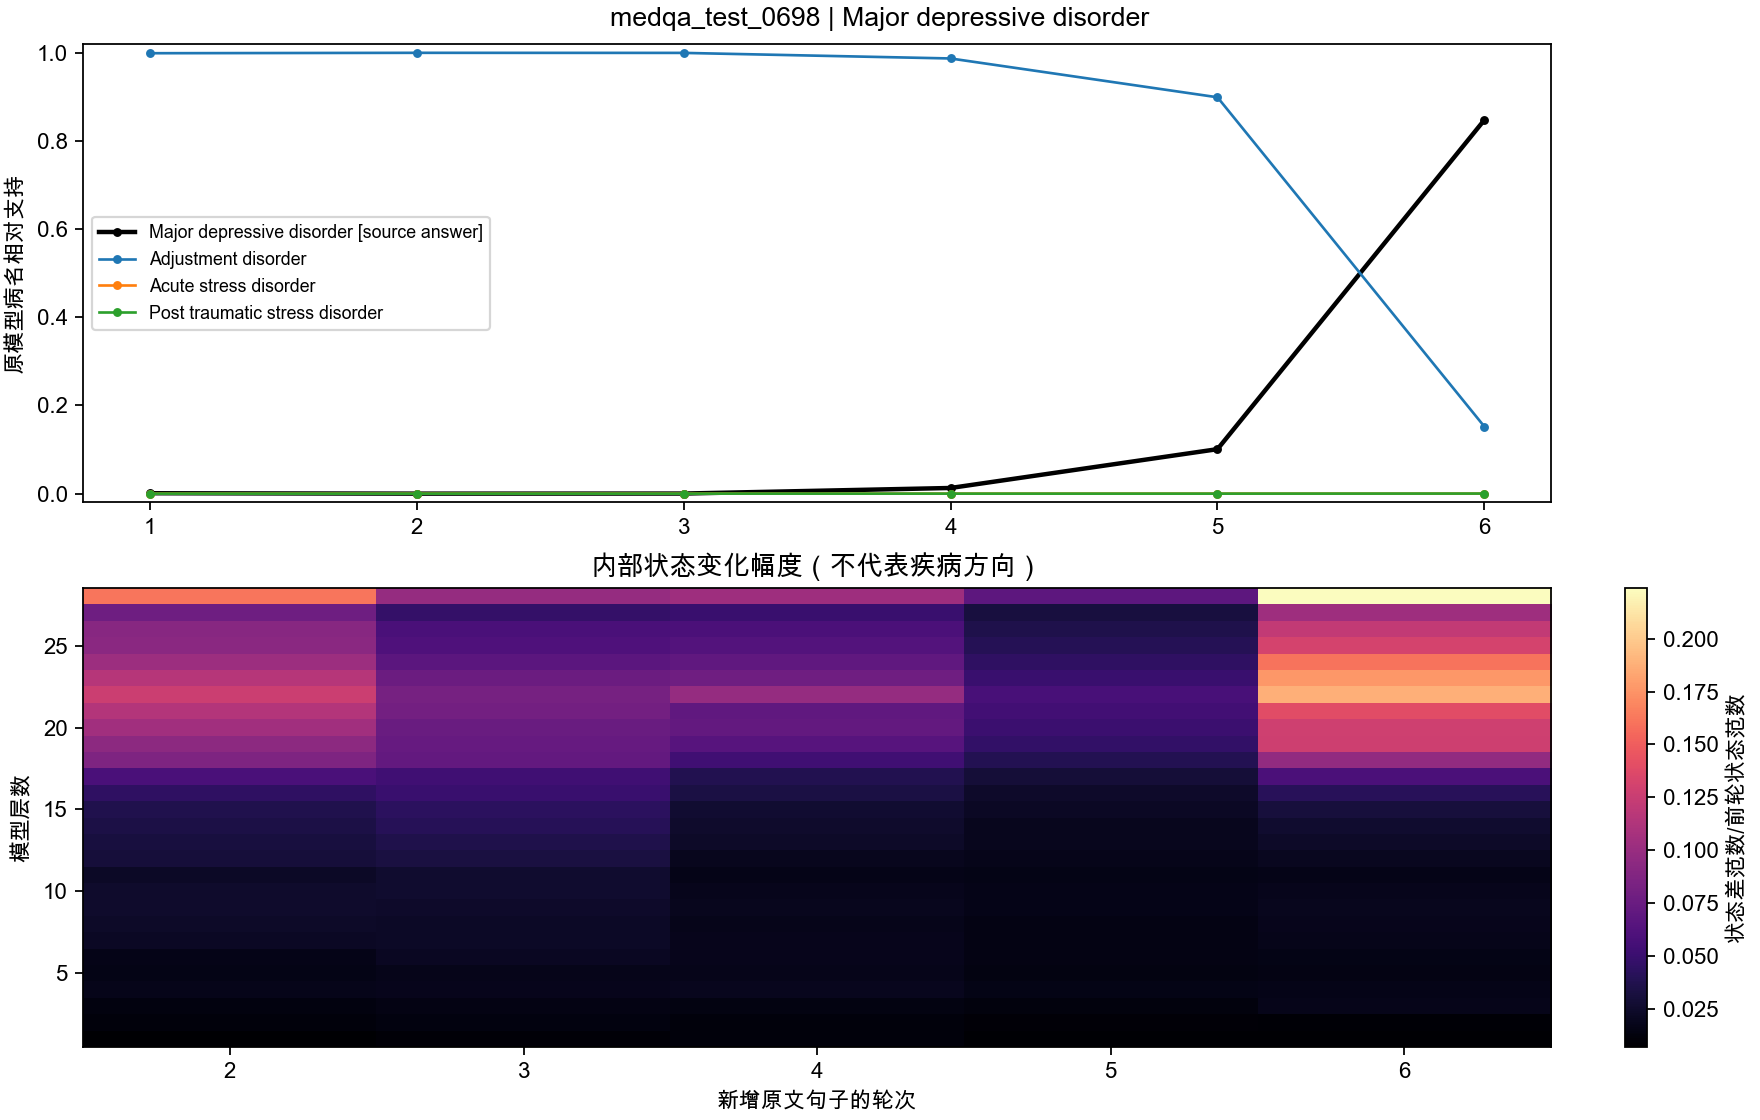 medqa_test_0698 | Major depressive disorder
原模型病名相对支持
1.0
0.8
0.6
0.4
0.2
0.0
Major depressive disorder [source answer]
Adjustment disorder
Acute stress disorder
Post traumatic stress disorder
1 2 3 4 5 6
内部状态变化幅度（不代表疾病方向）
模型层数
25
20
15
10
5
2 3 4 5 6
新增原文句子的轮次
0.200
0.175
0.150
0.125
0.100
0.075
0.050
0.025
状态差范数/前轮状态范数